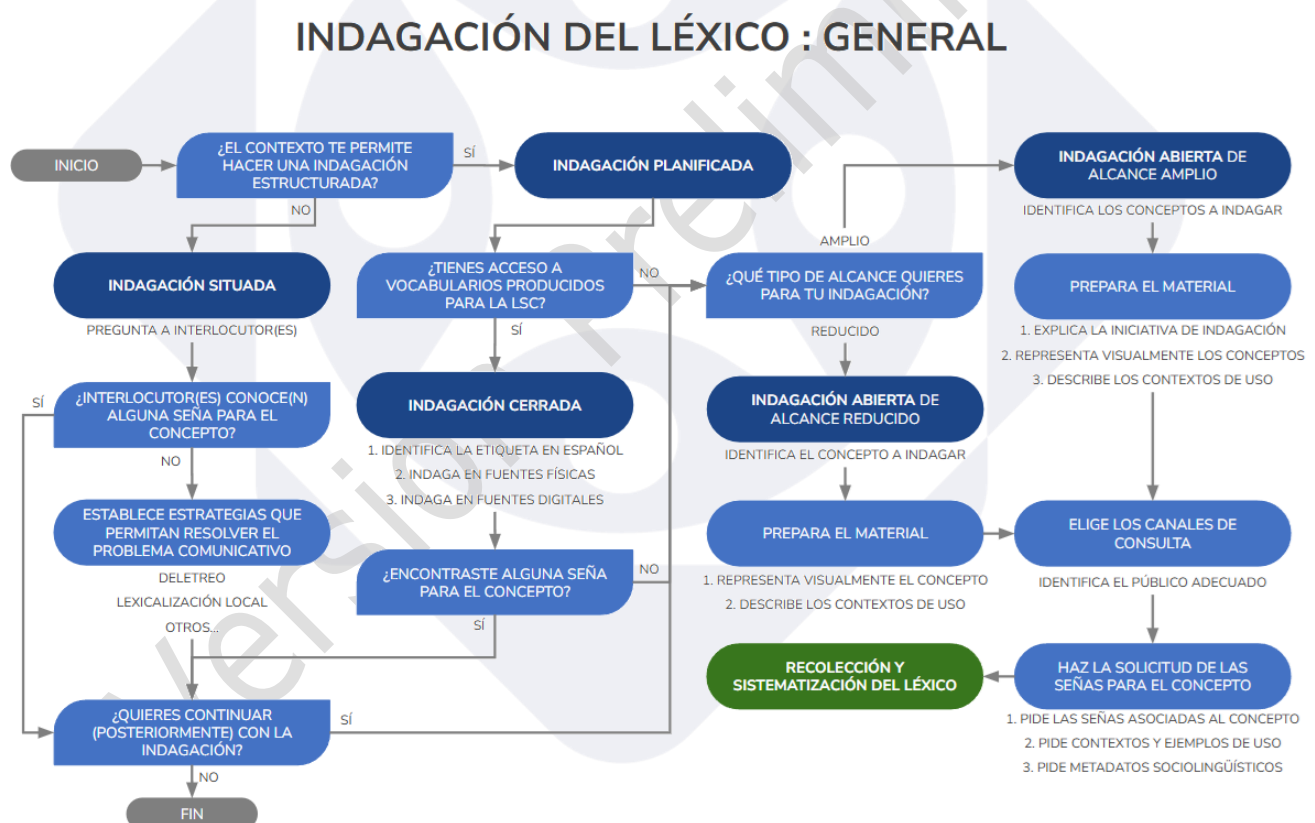 INDAGACIÓN DEL LÉXICO : GENERAL
INICIO
¿EL CONTEXTO TE PERMITE
HACER UNA INDAGACIÓN
ESTRUCTURADA?
SÍ
NO
INDAGACIÓN PLANIFICADA
INDAGACIÓN SITUADA
PREGUNTA A INTERLOCUTOR(ES)
¿INTERLOCUTOR(ES) CONOCE(N)
ALGUNA SEÑA PARA EL
CONCEPTO?
SÍ
NO
ESTABLECE ESTRATEGIAS QUE
PERMITAN RESOLVER EL
PROBLEMA COMUNICATIVO
DELETREO
LEXICALIZACIÓN LOCAL
OTROS...
¿QUIERES CONTINUAR
(POSTERIORMENTE) CON LA
INDAGACIÓN?
SÍ
NO
FIN
¿TIENES ACCESO A
VOCABULARIOS PRODUCIDOS
PARA LA LSC?
NO
SÍ
INDAGACIÓN CERRADA
1. IDENTIFICA LA ETIQUETA EN ESPAÑOL
2. INDAGA EN FUENTES FÍSICAS
3. INDAGA EN FUENTES DIGITALES
¿ENCONTRASTE ALGUNA SEÑA
PARA EL CONCEPTO?
NO
SÍ
AMPLIO
¿QUÉ TIPO DE ALCANCE QUIERES
PARA TU INDAGACIÓN?
REDUCIDO
INDAGACIÓN ABIERTA DE
ALCANCE REDUCIDO
IDENTIFICA EL CONCEPTO A INDAGAR
PREPARA EL MATERIAL
1. REPRESENTA VISUALMENTE EL CONCEPTO
2. DESCRIBE LOS CONTEXTOS DE USO
INDAGACIÓN ABIERTA DE
ALCANCE AMPLIO
IDENTIFICA LOS CONCEPTOS A INDAGAR
PREPARA EL MATERIAL
1. EXPLICA LA INICIATIVA DE INDAGACIÓN
2. REPRESENTA VISUALMENTE LOS CONCEPTOS
3. DESCRIBE LOS CONTEXTOS DE USO
ELIGE LOS CANALES DE
CONSULTA
IDENTIFICA EL PÚBLICO ADECUADO
HAZ LA SOLICITUD DE LAS
SEÑAS PARA EL CONCEPTO
1. PIDE LAS SEÑAS ASOCIADAS AL CONCEPTO
2. PIDE CONTEXTOS Y EJEMPLOS DE USO
3. PIDE METADATOS SOCIOLINGÜÍSTICOS
RECOLECCIÓN Y
SISTEMATIZACIÓN DEL LÉXICO